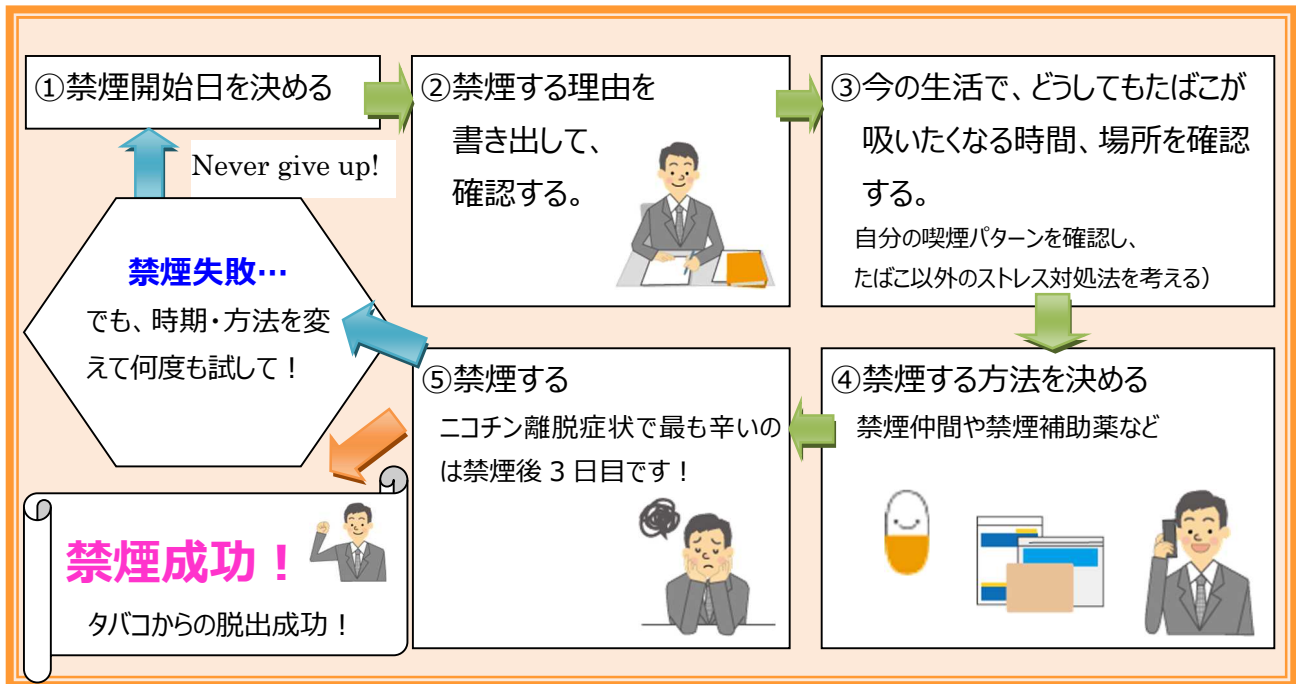 ①禁煙開始日を決める
②禁煙する理由を
書き出して、
確認する。
③今の生活で、どうしてもたばこが
吸いたくなる時間、場所を確認
する。
自分の喫煙パターンを確認し、
たばこ以外のストレス対処法を考える）
④禁煙する方法を決める
禁煙仲間や禁煙補助薬など
⑤禁煙する
ニコチン離脱症状で最も辛いの
は禁煙後3日目です！
禁煙失敗…
でも、時期・方法を変
えて何度も試して！
Never give up!
禁煙成功！
タバコからの脱出成功！